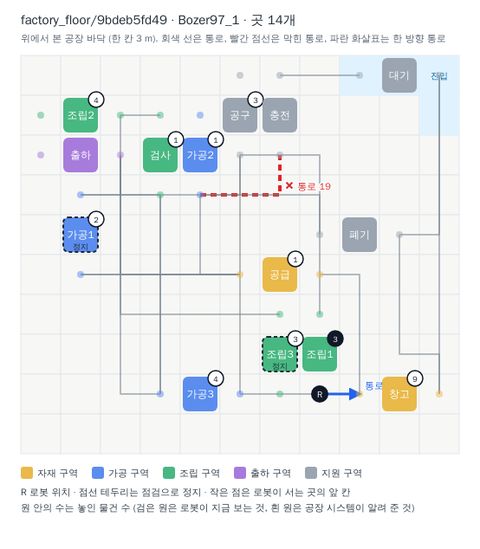 factory_floor/9bdeb5fd49 · Bozer97_1 · 곳 14개
위에서 본 공장 바닥 (한 칸 3 m). 회색 선은 통로, 빨간 점선은 막힌 통로, 파란 화살표는 한 방향 통로
대기
진입
조립2
4
공구
3
충전
출하
검사
1
가공2
1
✕ 통로 19
가공1
2
정지
폐기
공급
1
조립3
3
정지
조립1
3
가공3
4
R
통로
창고
9
자재 구역
가공 구역
조립 구역
출하 구역
지원 구역
R 로봇 위치 · 점선 테두리는 점검으로 정지 · 작은 점은 로봇이 서는 곳의 앞 칸
원 안의 수는 놓인 물건 수 (검은 원은 로봇이 지금 보는 것, 흰 원은 공장 시스템이 알려 준 것)